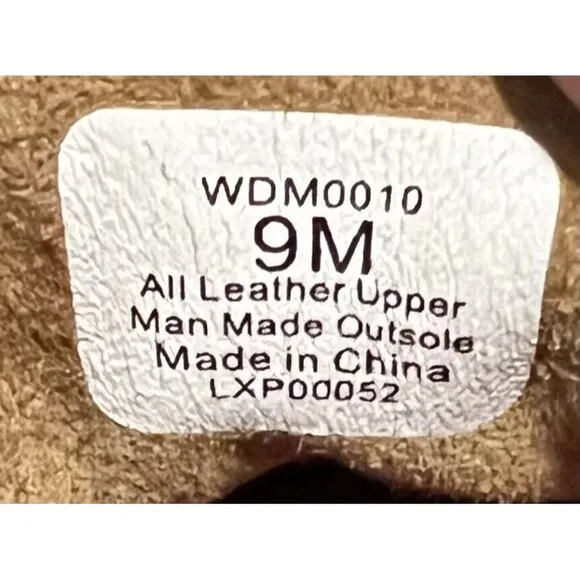 WDM0010
9M
All Leather Upper
Man Made Outsole
Made in China
LXP00052